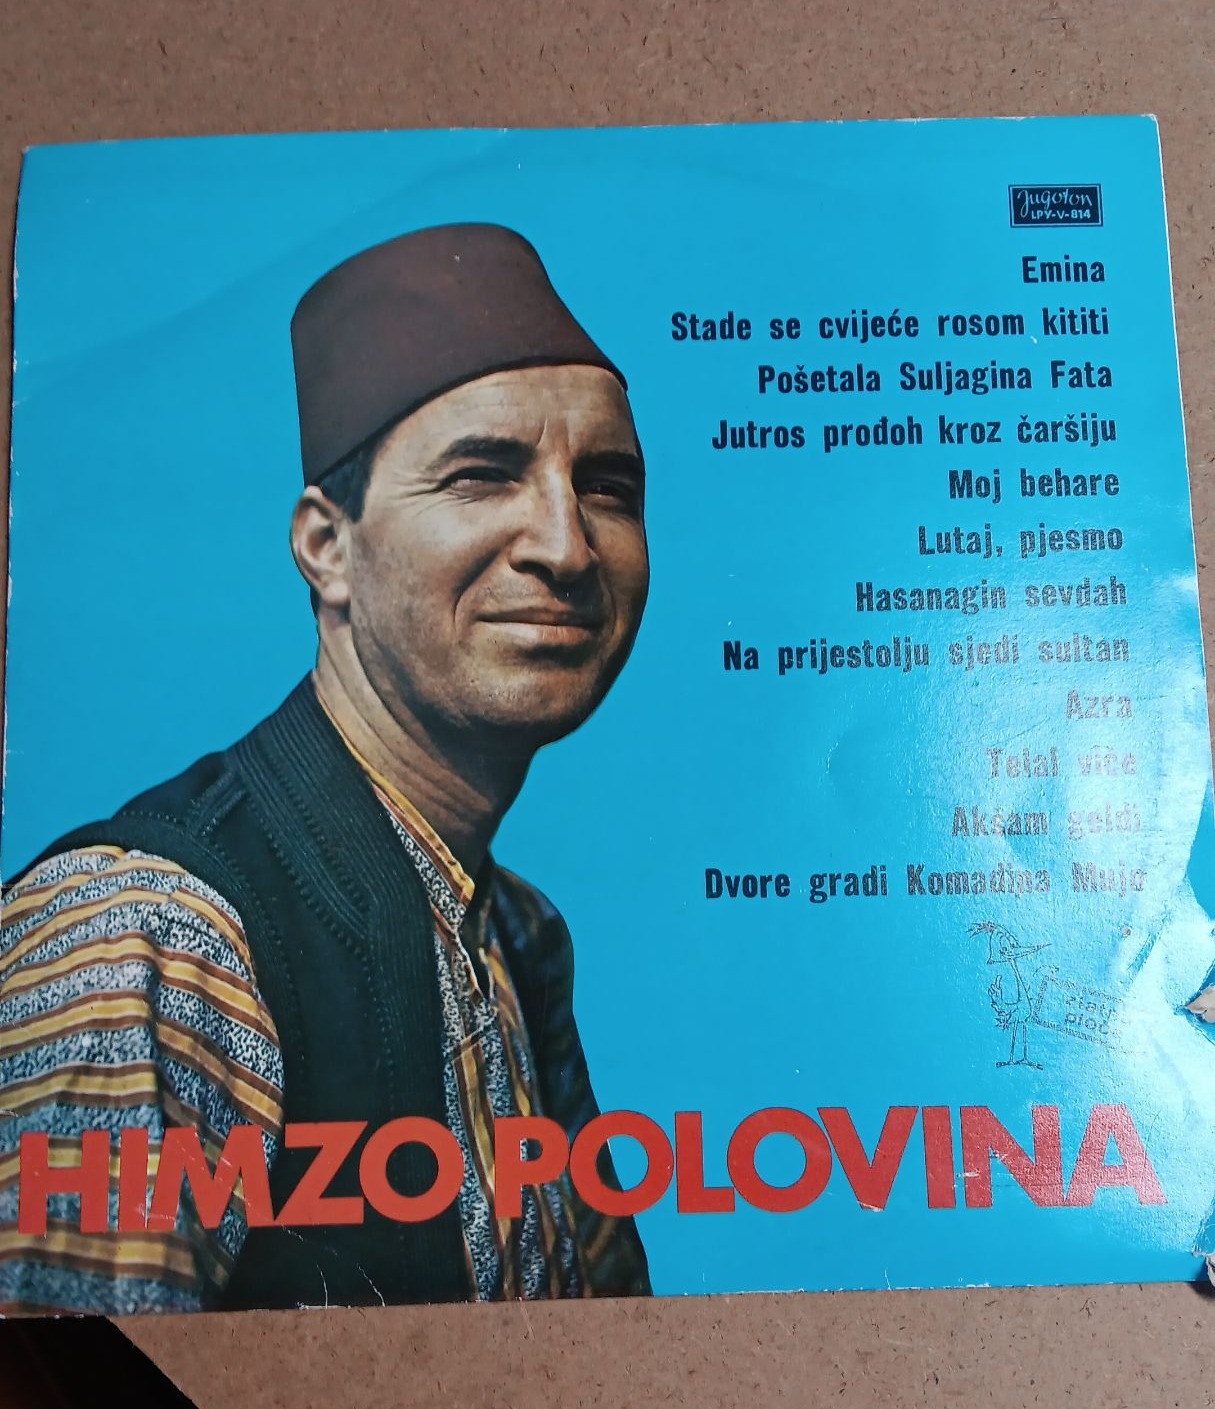 Jugoton
LPY-V-814
Emina
Stade se cvijeće rosom kititi
Pošetala Suljagina Fata
Jutros prođoh kroz čaršiju
Moj behare
Lutaj, pjesmo
Hasanagin sevdah
Na prijestolju sjedi sultan
Azra
Telal viče
Akšam geldi
Dvore gradi Komadina Mujo
HIMZO POLOVINA